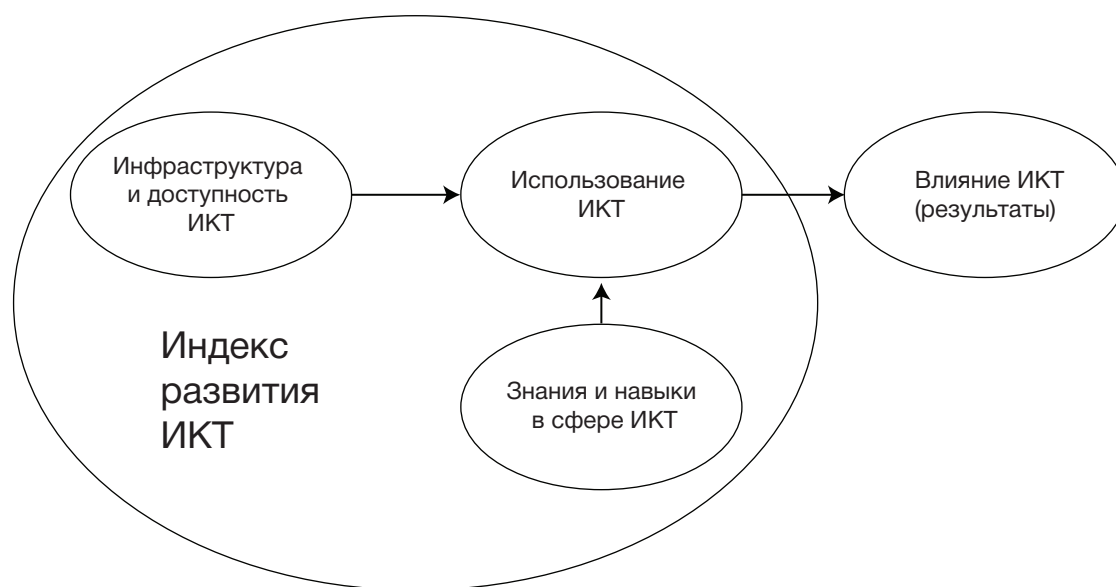 Инфраструктура
и доступность
ИКТ
Использование
ИКТ
Влияние ИКТ
(результаты)
Индекс
развития
ИКТ
Знания и навыки
в сфере ИКТ